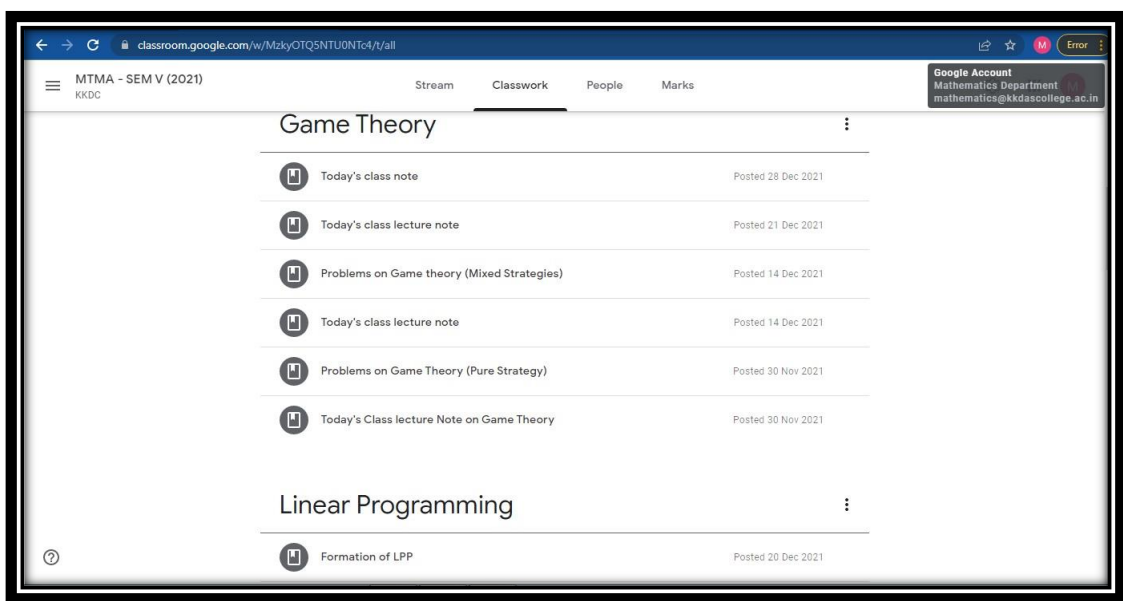 classroom.google.com/w/MzkyOTQ5NTU0NTc4/t/all
M
Error
MTMA - SEM V (2021)
KKDC
Stream
Classwork
People
Marks
Google Account
Mathematics Department
mathematics@kkdascollege.ac.in
Game Theory
Today's class note
Posted 28 Dec 2021
Today's class lecture note
Posted 21 Dec 2021
Problems on Game theory (Mixed Strategies)
Posted 14 Dec 2021
Today's class lecture note
Posted 14 Dec 2021
Problems on Game Theory (Pure Strategy)
Posted 30 Nov 2021
Today's Class lecture Note on Game Theory
Posted 30 Nov 2021
Linear Programming
Formation of LPP
Posted 20 Dec 2021